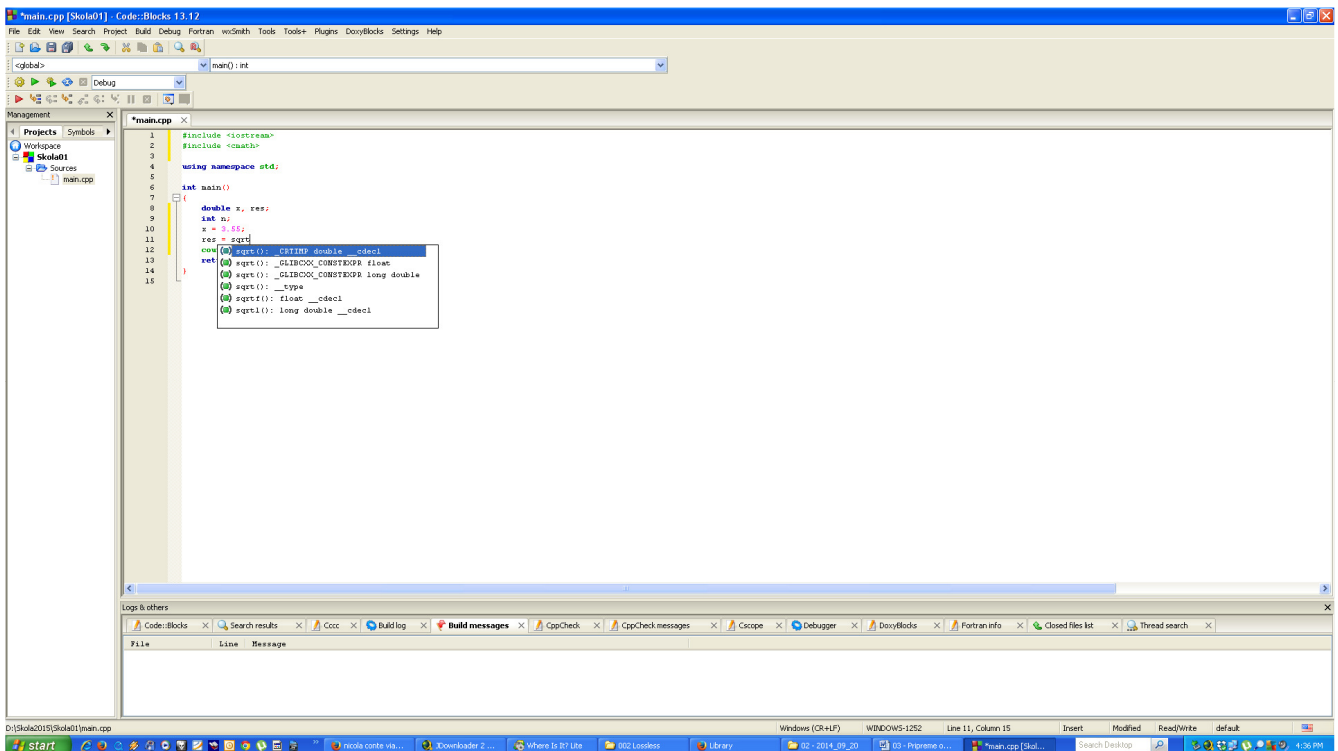 *main.cpp [Skola01] - Code::Blocks 13.12
File Edit View Search Project Build Debug Fortran wxSmith Tools Tools+ Plugins DoxyBlocks Settings Help
<global> main() : int
Debug
Management
Projects Symbols
Workspace
Skola01
Sources
main.cpp
*main.cpp
1 #include <iostream>
2 #include <cmath>
3
4 using namespace std;
5
6 int main()
7 {
8 double x, res;
9 int n;
10 x = 3.55;
11 res = sqrt
12 cou
13 ret
14 }
15
sqrt(): _CRTIMP double __cdecl
sqrt(): _GLIBCXX_CONSTEXPR float
sqrt(): _GLIBCXX_CONSTEXPR long double
sqrt(): __type
sqrtf(): float __cdecl
sqrtl(): long double __cdecl
Logs & others
Code::Blocks Search results Cccc Build log Build messages CppCheck CppCheck messages Cscope Debugger DoxyBlocks Fortran info Closed files list Thread search
File Line Message
D:\Skola2015\Skola01\main.cpp Windows (CR+LF) WINDOWS-1252 Line 11, Column 15 Insert Modified Read/Write default
start nicola conte via... JDownloader 2 ... Where Is It? Lite 002 Lossless Library 02 - 2014_09_20 03 - Pripreme o... *main.cpp [Skol... Search Desktop 4:36 PM